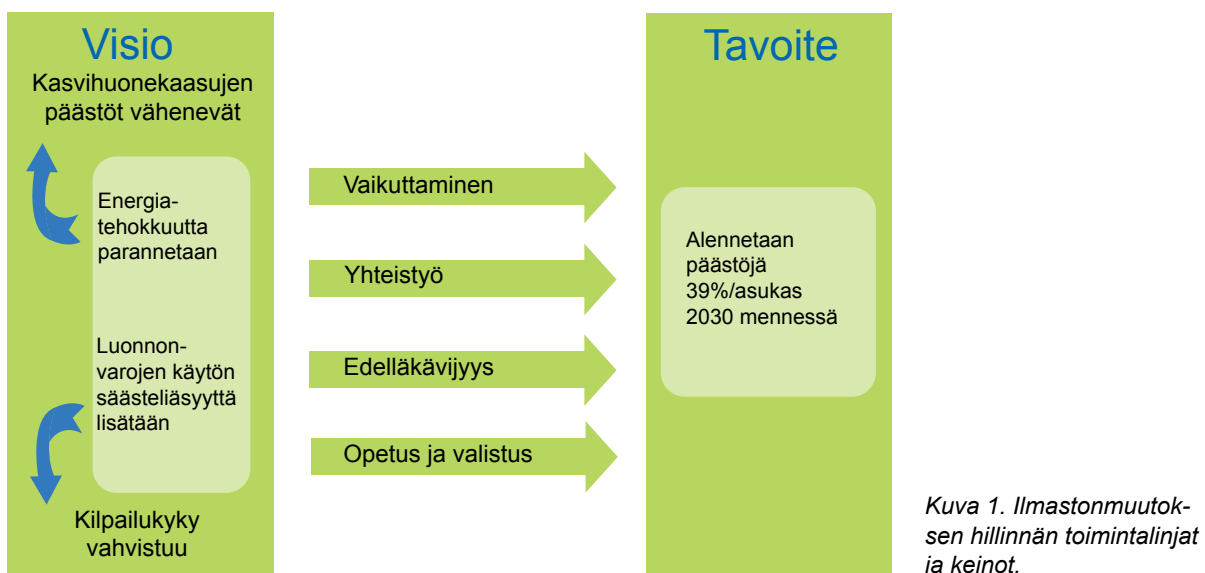 Visio
Kasvihuonekaasujen
päästöt vähenevät
Energia-
tehokkuutta
parannetaan
Luonnon-
varojen käytön
säästeliäsyyttä
lisätään
Kilpailukyky
vahvistuu
Vaikuttaminen
Yhteistyö
Edelläkävijyys
Opetus ja valistus
Tavoite
Alennetaan
päästöjä
39%/asukas
2030 mennessä
Kuva 1. Ilmastonmuutok-
sen hillinnän toimintalinjat
ja keinot.